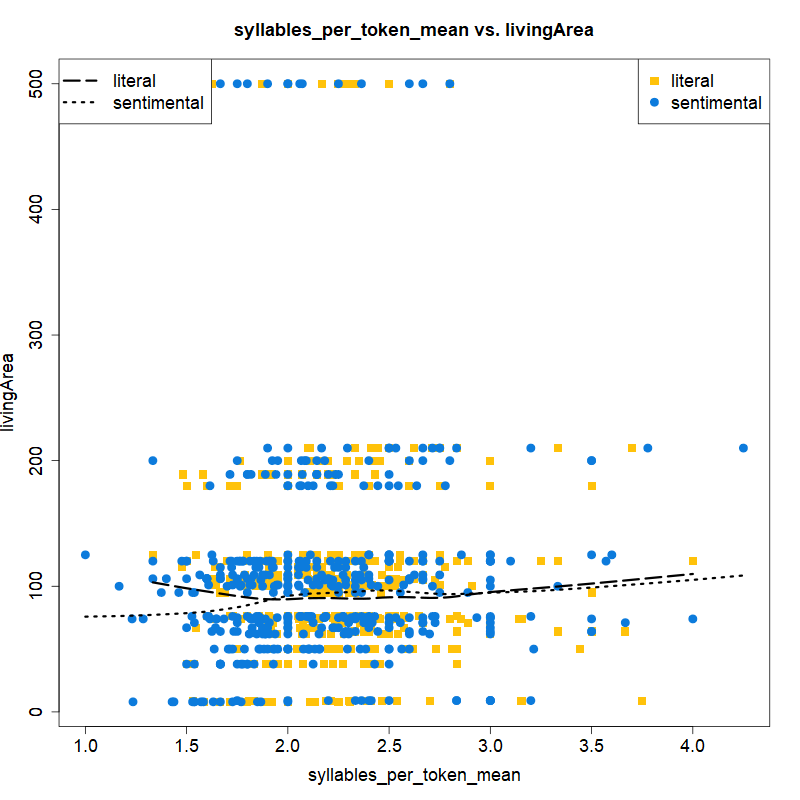 syllables_per_token_mean vs. livingArea
literal
sentimental
literal
sentimental
livingArea
500
400
300
200
100
0
1.0 1.5 2.0 2.5 3.0 3.5 4.0
syllables_per_token_mean